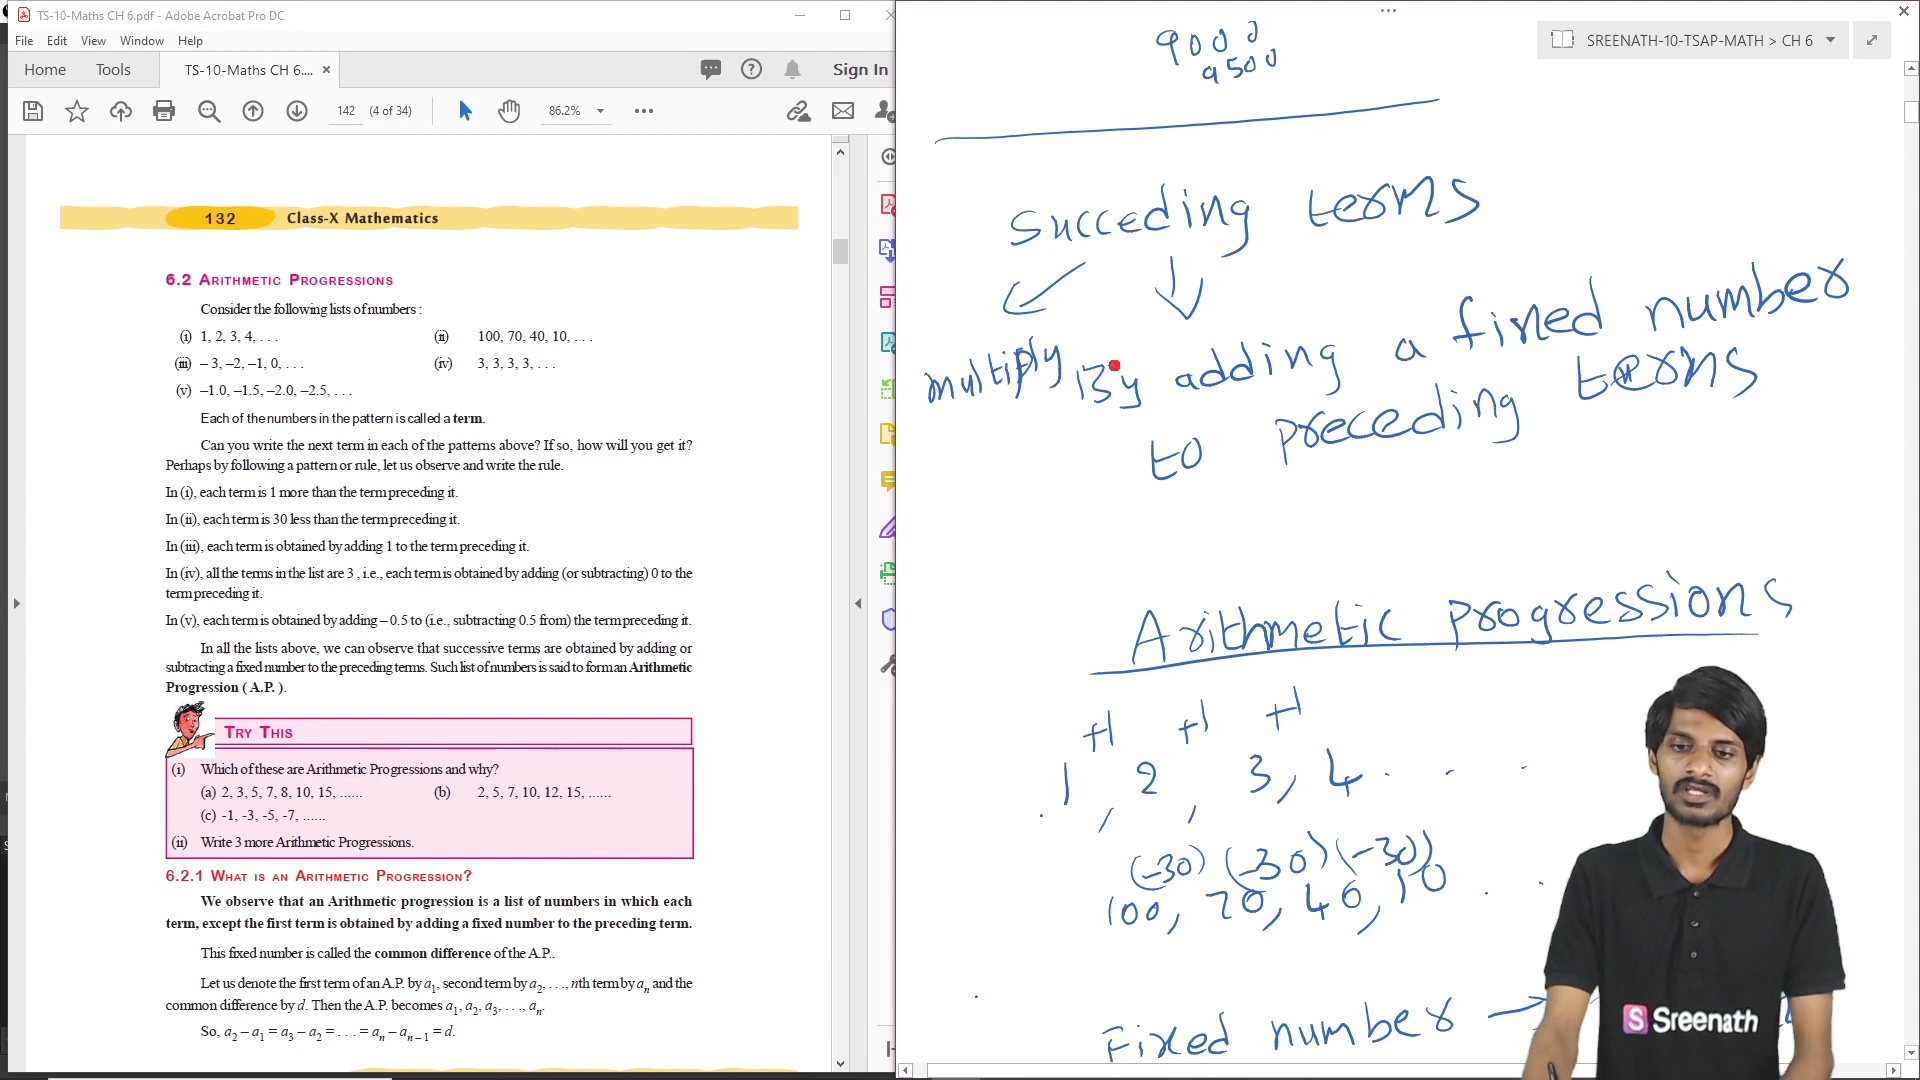 TS-10-Maths CH 6.pdf - Adobe Acrobat Pro DC
File Edit View Window Help
Home Tools TS-10-Maths CH 6.... × Sign In
142 (4 of 34) 86.2%
132 Class-X Mathematics
6.2 ARITHMETIC PROGRESSIONS
Consider the following lists of numbers :
(i) 1, 2, 3, 4, . . . (ii) 100, 70, 40, 10, . . .
(iii) – 3, –2, –1, 0, . . . (iv) 3, 3, 3, 3, . . .
(v) –1.0, –1.5, –2.0, –2.5, . . .
Each of the numbers in the pattern is called a term.
Can you write the next term in each of the patterns above? If so, how will you get it?
Perhaps by following a pattern or rule, let us observe and write the rule.
In (i), each term is 1 more than the term preceding it.
In (ii), each term is 30 less than the term preceding it.
In (iii), each term is obtained by adding 1 to the term preceding it.
In (iv), all the terms in the list are 3 , i.e., each term is obtained by adding (or subtracting) 0 to the
term preceding it.
In (v), each term is obtained by adding – 0.5 to (i.e., subtracting 0.5 from) the term preceding it.
In all the lists above, we can observe that successive terms are obtained by adding or
subtracting a fixed number to the preceding terms. Such list of numbers is said to form an Arithmetic
Progression ( A.P. ).
TRY THIS
(i) Which of these are Arithmetic Progressions and why?
(a) 2, 3, 5, 7, 8, 10, 15, ...... (b) 2, 5, 7, 10, 12, 15, ......
(c) -1, -3, -5, -7, ......
(ii) Write 3 more Arithmetic Progressions.
6.2.1 WHAT IS AN ARITHMETIC PROGRESSION?
We observe that an Arithmetic progression is a list of numbers in which each
term, except the first term is obtained by adding a fixed number to the preceding term.
This fixed number is called the common difference of the A.P..
Let us denote the first term of an A.P. by a₁, second term by a₂, . . ., nth term by aₙ and the
common difference by d. Then the A.P. becomes a₁, a₂, a₃, . . ., aₙ.
So, a₂ – a₁ = a₃ – a₂ = . . . = aₙ – aₙ₋₁ = d.
SREENATH-10-TSAP-MATH > CH 6
9000
9500
Succeding terms
multiply By adding a fixed number
to preceding terms
Arithmetic progressions
+1 +1 +1
1, 2, 3, 4 . . .
(-30) (-30) (-30)
100, 70, 40, 10 . .
Fixed number →
Sreenath